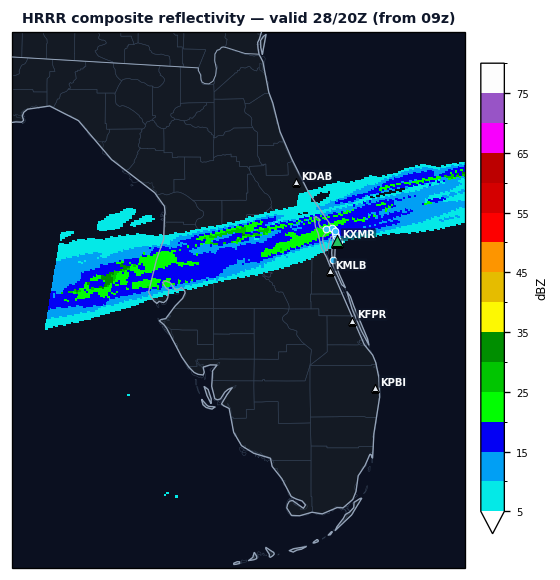 HRRR composite reflectivity — valid 28/20Z (from 09z)
KDAB
KXMR
KMLB
KFPR
KPBI
75
65
55
45
35
25
15
5
dBZ